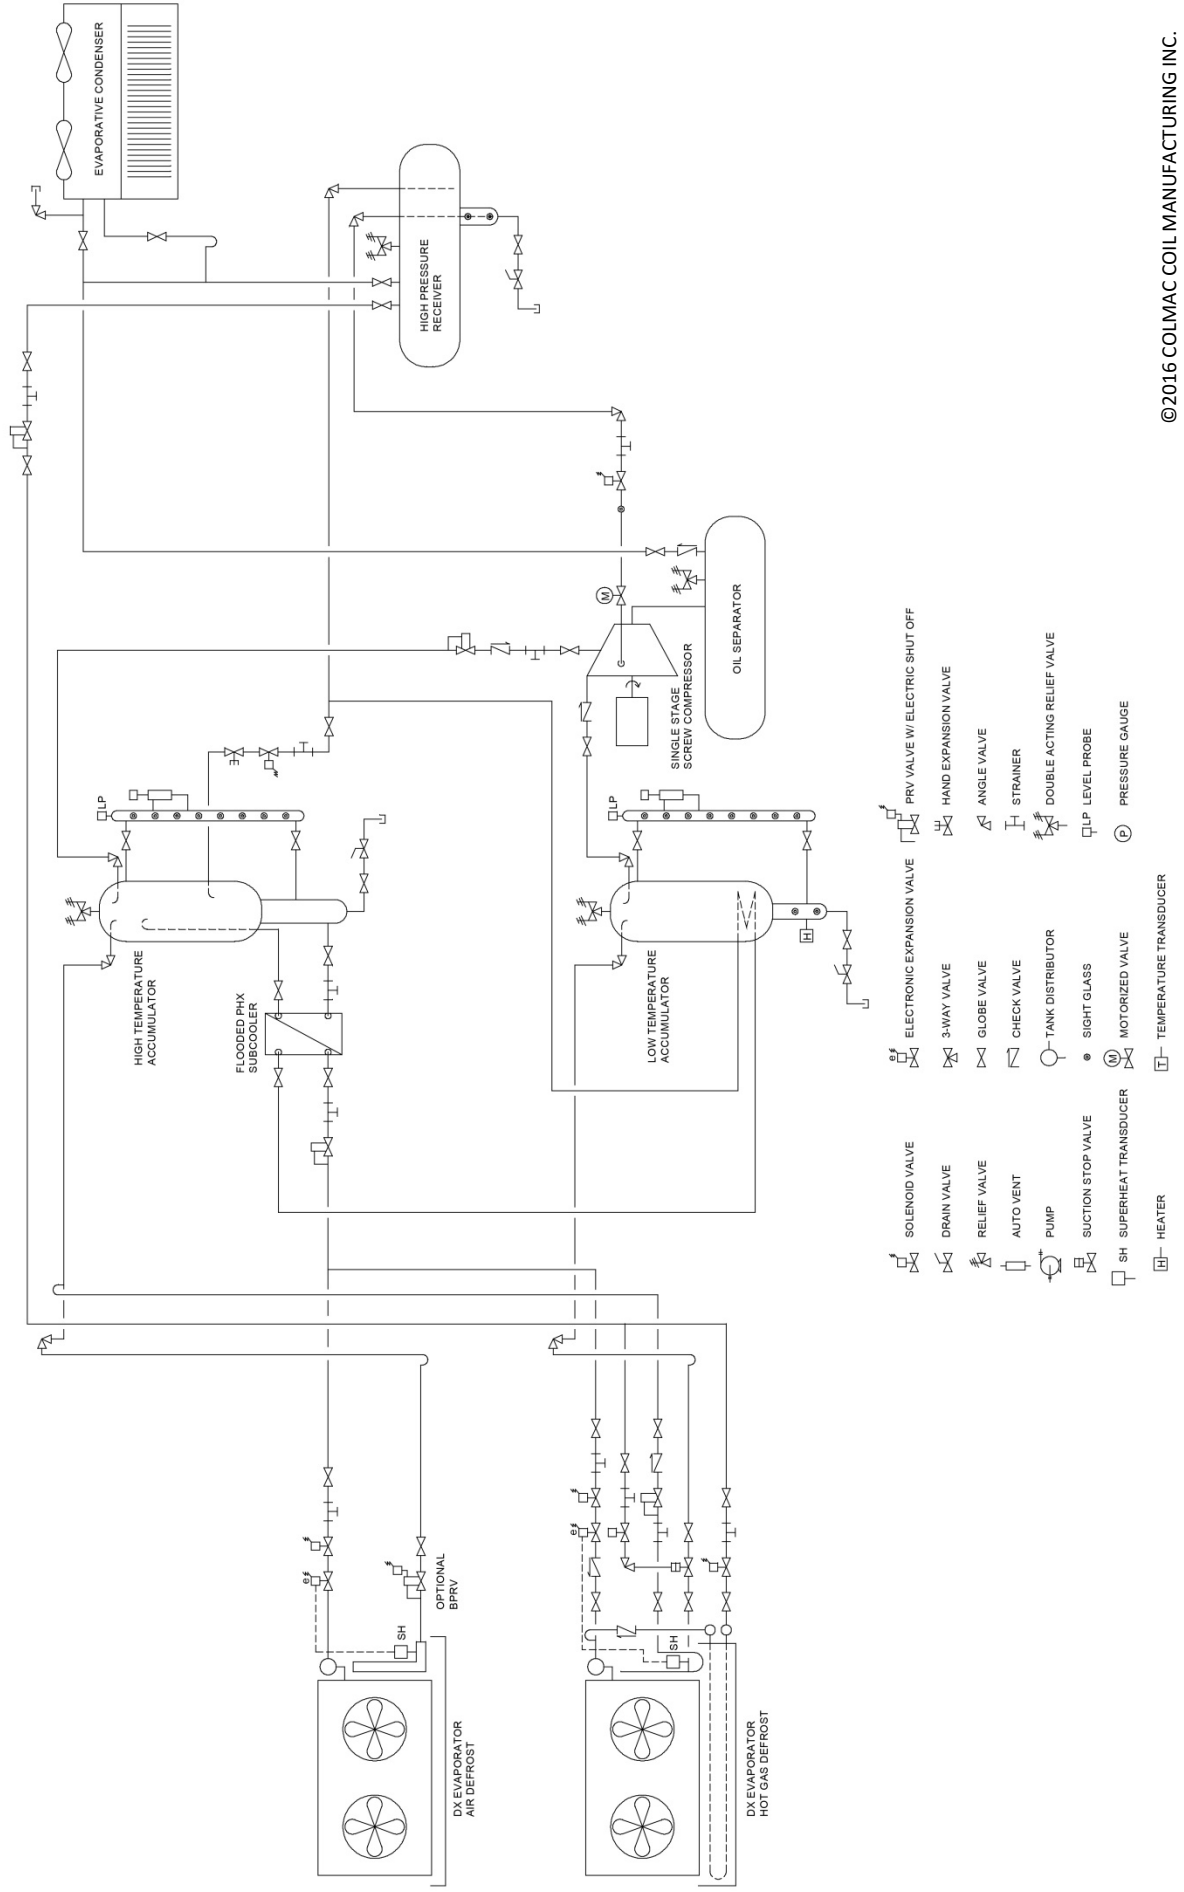 EVAPORATIVE CONDENSER
LP
HIGH TEMPERATURE
ACCUMULATOR
FLOODED PHX
SUBCOOLER
SH
HIGH PRESSURE
RECEIVER
OPTIONAL
BPRV
DX EVAPORATOR
AIR DEFROST
M
LP
LOW TEMPERATURE
ACCUMULATOR
SINGLE STAGE
SCREW COMPRESSOR
SH
OIL SEPARATOR
DX EVAPORATOR
HOT GAS DEFROST
H
SOLENOID VALVE
DRAIN VALVE
RELIEF VALVE
AUTO VENT
PUMP
SUCTION STOP VALVE
SH SUPERHEAT TRANSDUCER
H HEATER
ELECTRONIC EXPANSION VALVE
3-WAY VALVE
GLOBE VALVE
CHECK VALVE
TANK DISTRIBUTOR
SIGHT GLASS
M MOTORIZED VALVE
T TEMPERATURE TRANSDUCER
PRV VALVE W/ ELECTRIC SHUT OFF
HAND EXPANSION VALVE
ANGLE VALVE
STRAINER
DOUBLE ACTING RELIEF VALVE
LP LEVEL PROBE
P PRESSURE GAUGE
©2016 COLMAC COIL MANUFACTURING INC.